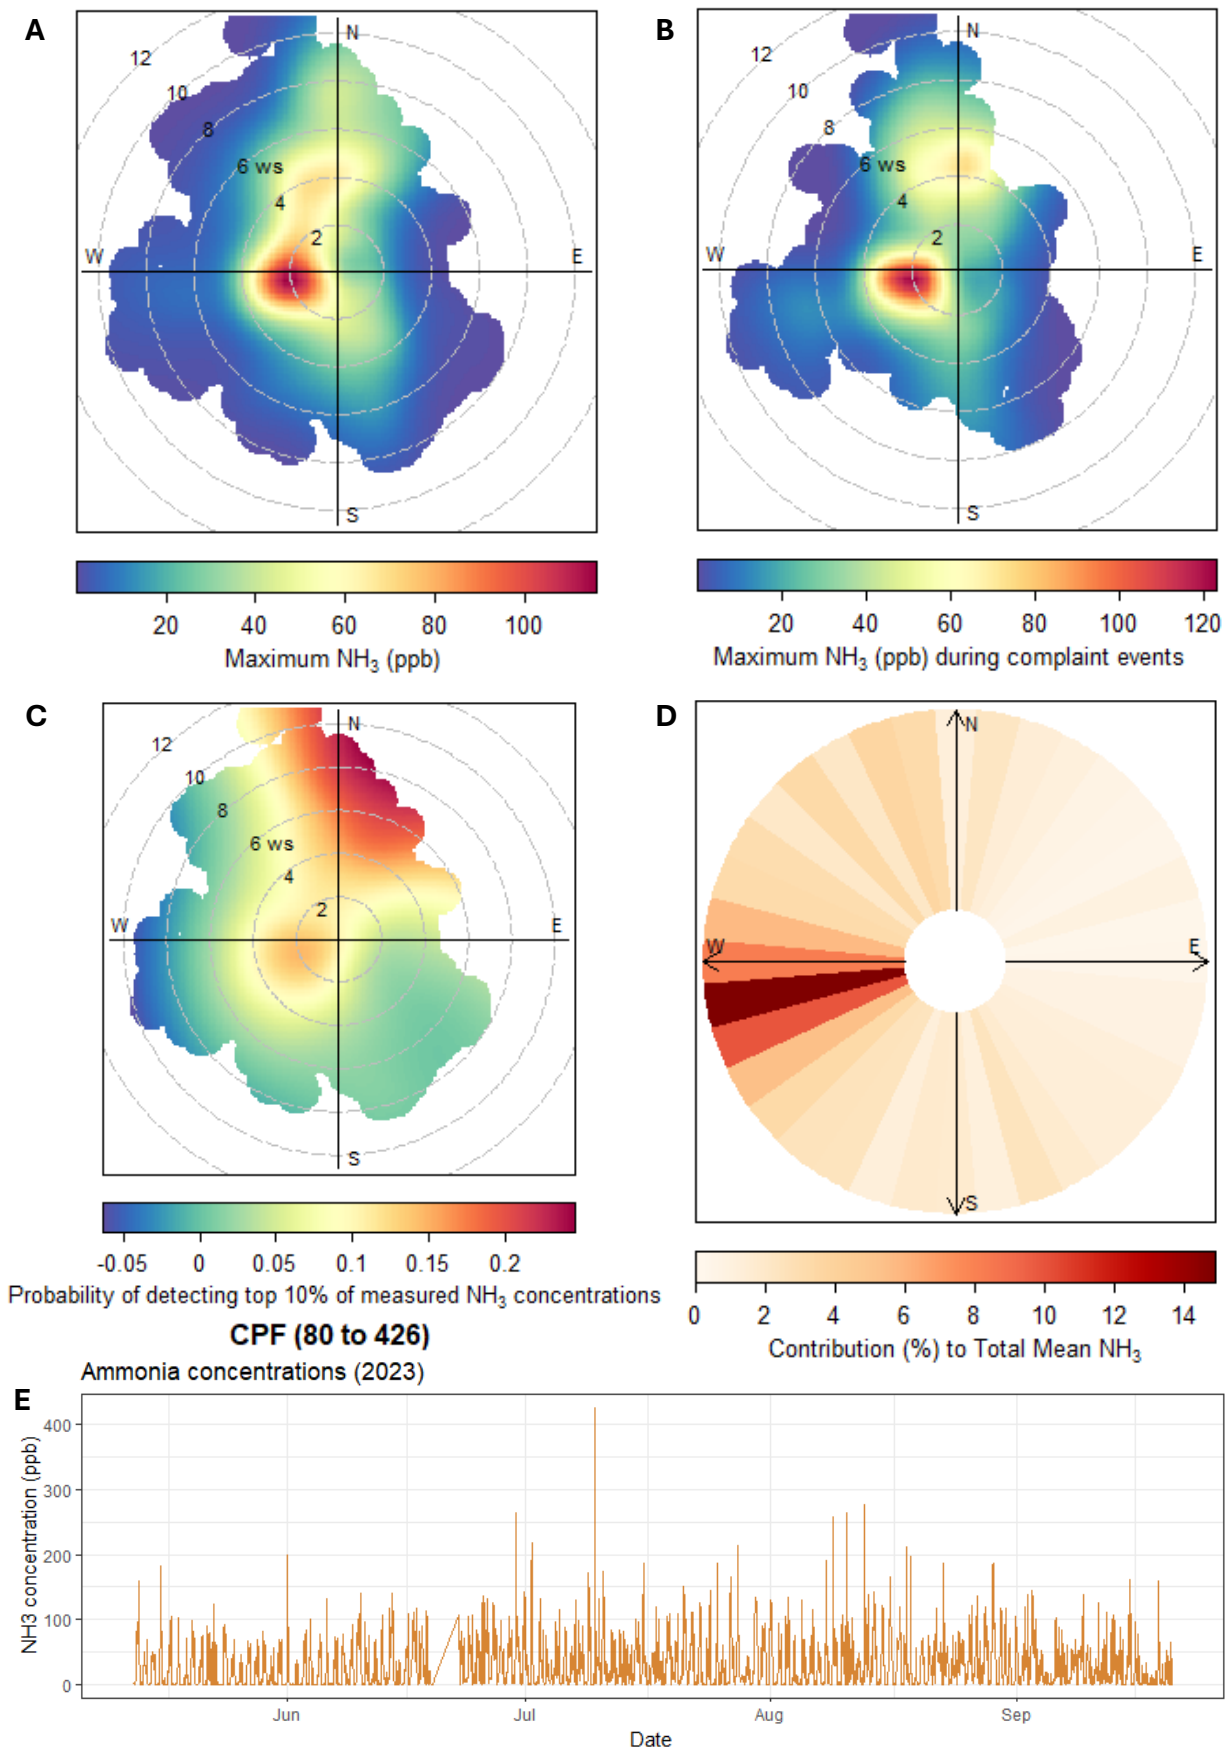 A
N
12
10
8
6 ws
4
2
W
E
S
20 40 60 80 100
Maximum NH₃ (ppb)
B
N
12
10
8
6 ws
4
2
W
E
S
20 40 60 80 100 120
Maximum NH₃ (ppb) during complaint events
C
N
12
10
8
6 ws
4
2
W
E
S
-0.05 0 0.05 0.1 0.15 0.2
Probability of detecting top 10% of measured NH₃ concentrations
CPF (80 to 426)
D
N
W
E
S
0 2 4 6 8 10 12 14
Contribution (%) to Total Mean NH₃
Ammonia concentrations (2023)
E
NH3 concentration (ppb)
400
300
200
100
0
Jun Jul Aug Sep
Date